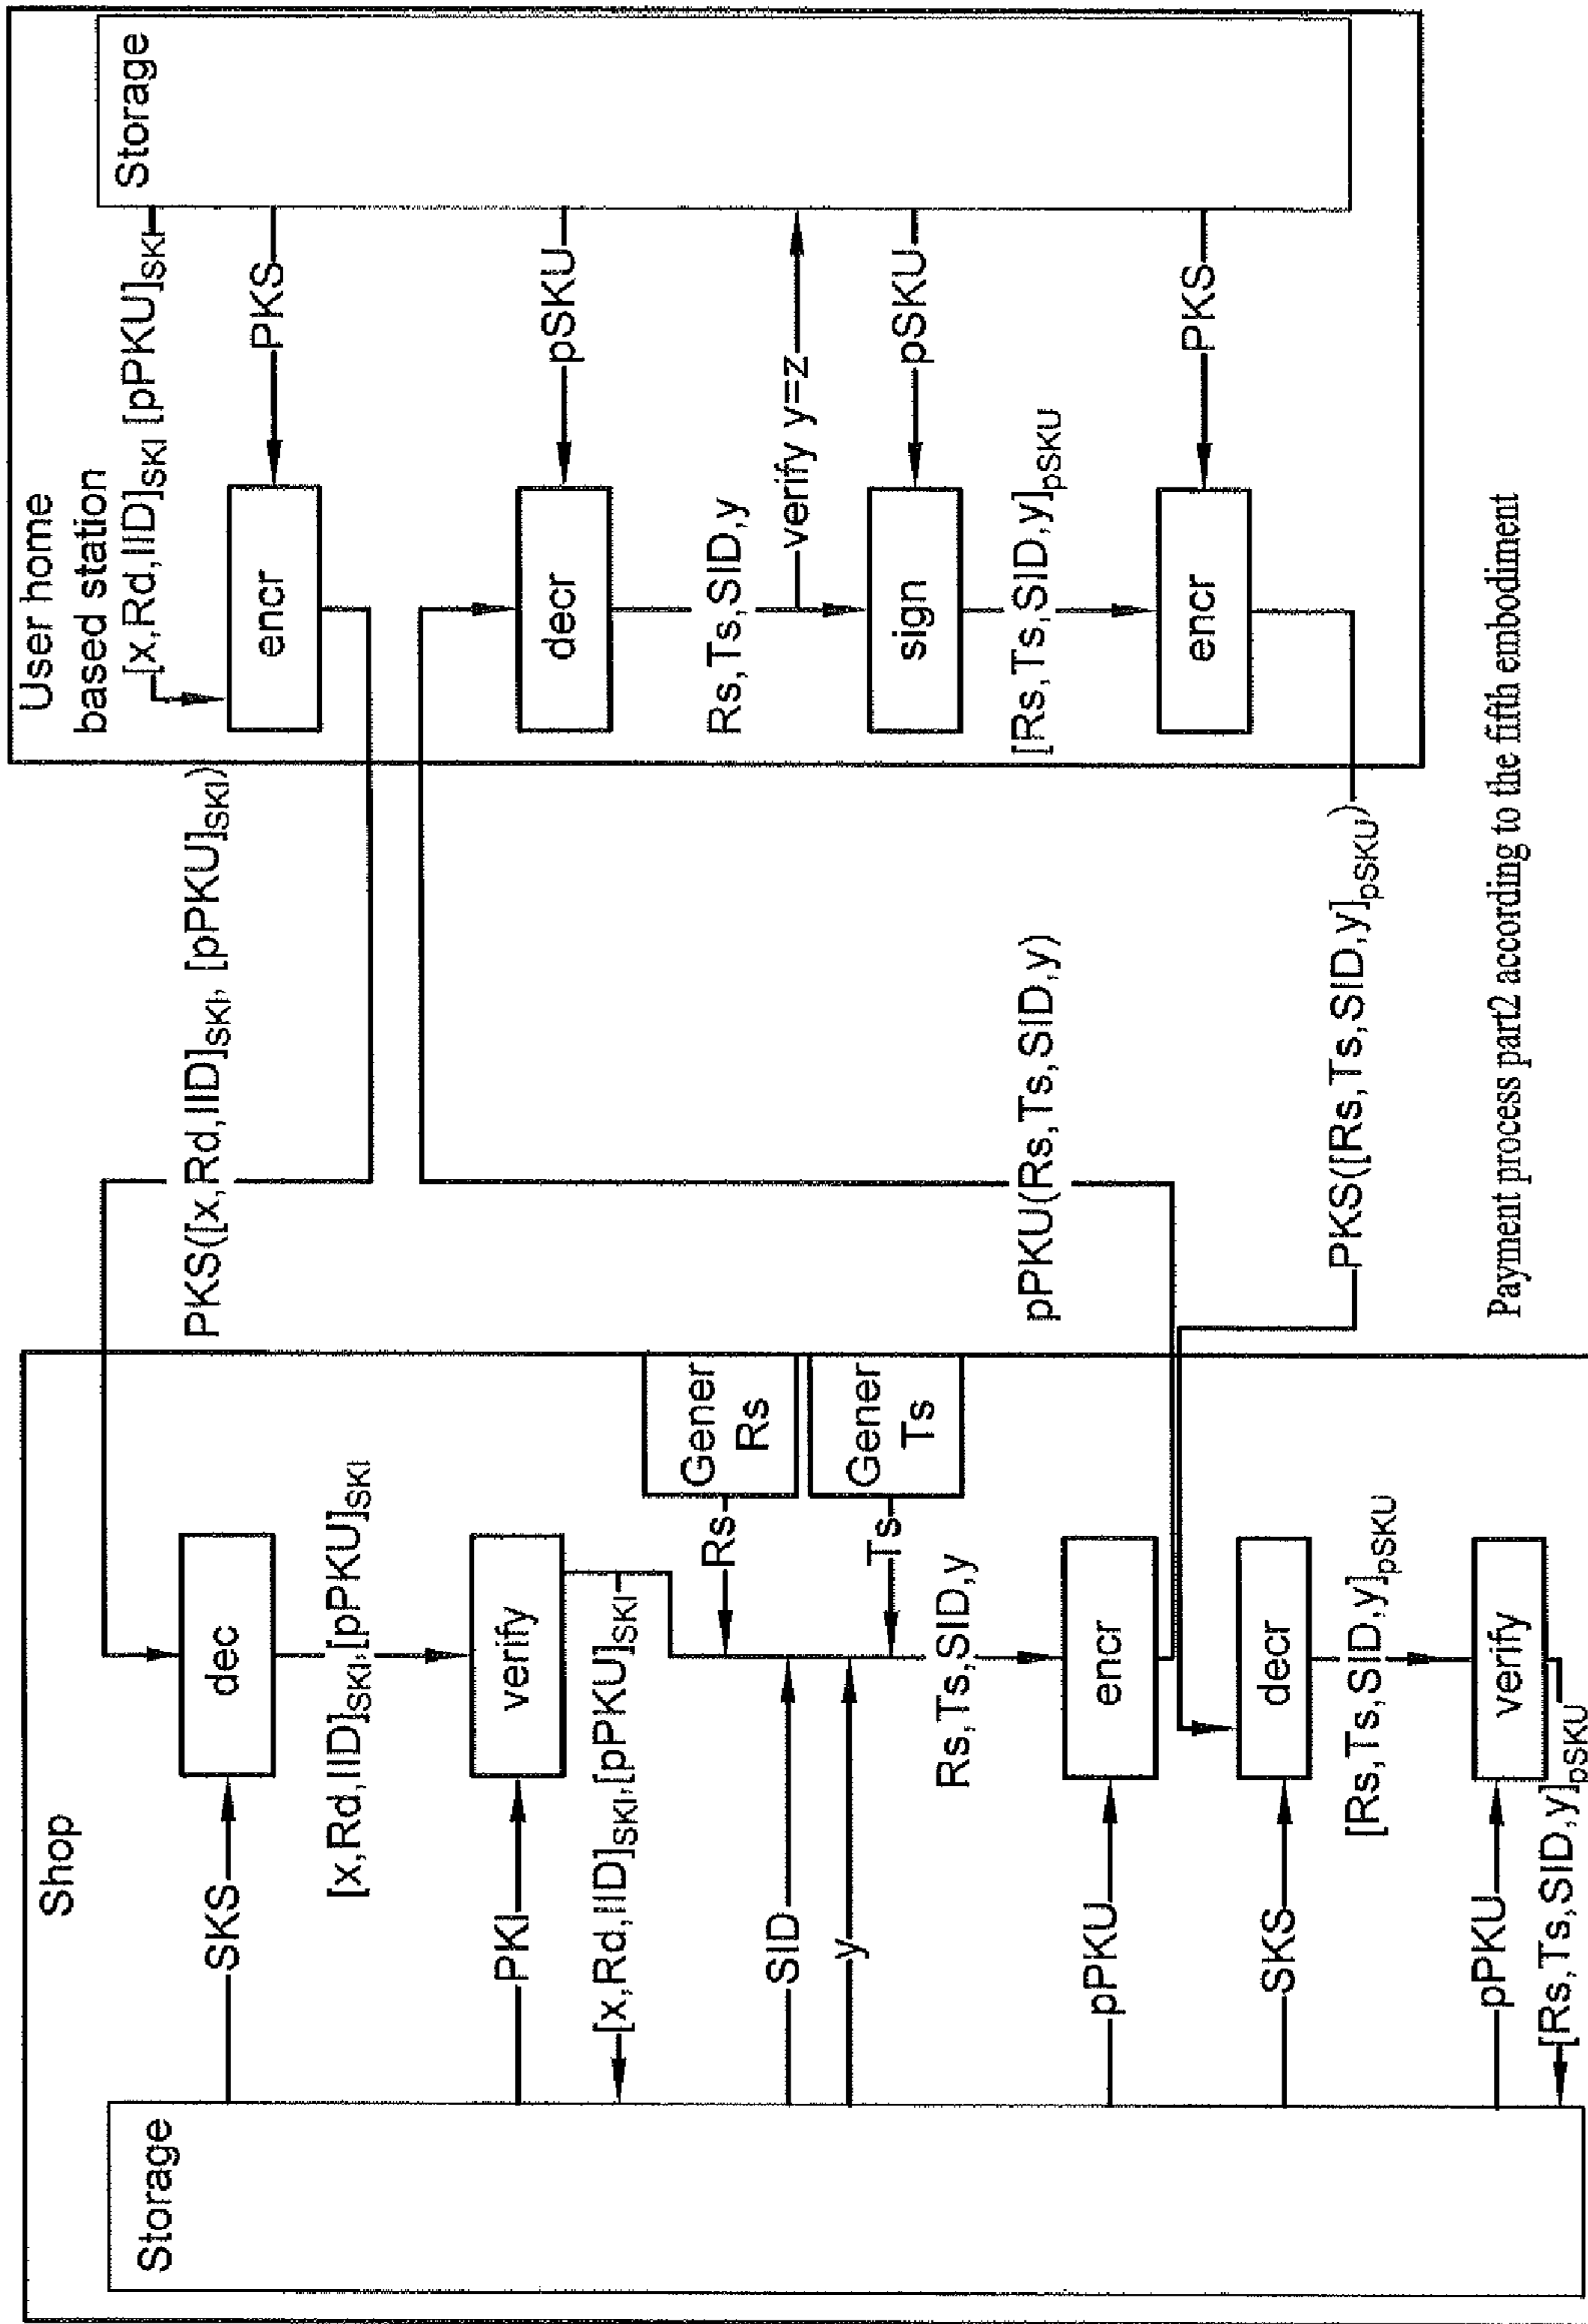 Shop
Storage
SKS
dec
[x,Rd,IID]SKI,[pPKU]SKI
PKI
verify
[x,Rd,IID]SKI,[pPKU]SKI
Gener
Rs
Rs
SID
y
Gener
Ts
Ts
Rs,Ts,SID,y
pPKU
encr
SKS
decr
[Rs,Ts,SID,y]pSKU
pPKU
verify
[Rs,Ts,SID,y]pSKU
PKS([x,Rd,IID]SKI, [pPKU]SKI)
pPKU(Rs,Ts,SID,y)
PKS([Rs,Ts,SID,y]pSKU)
User home
based station
Storage
[x,Rd,IID]SKI [pPKU]SKI
encr
PKS
decr
pSKU
Rs,Ts,SID,y
verify y=z
sign
pSKU
[Rs,Ts,SID,y]pSKU
encr
PKS
Payment process part2 according to the fifth embodiment